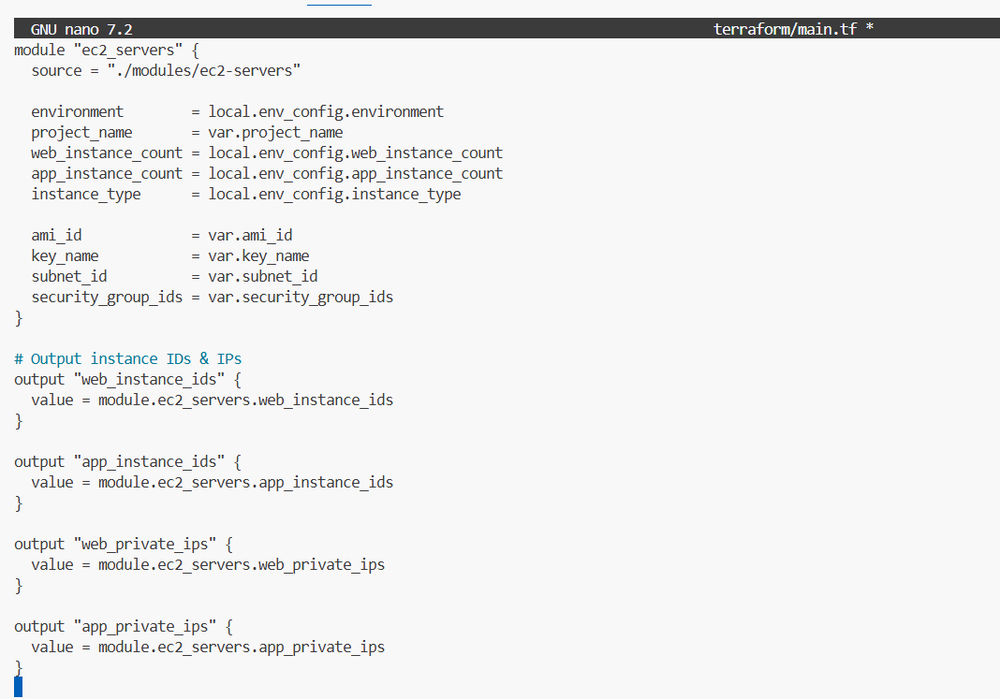 GNU nano 7.2 terraform/main.tf *
module "ec2_servers" {
  source = "./modules/ec2-servers"

  environment        = local.env_config.environment
  project_name       = var.project_name
  web_instance_count = local.env_config.web_instance_count
  app_instance_count = local.env_config.app_instance_count
  instance_type      = local.env_config.instance_type

  ami_id             = var.ami_id
  key_name           = var.key_name
  subnet_id          = var.subnet_id
  security_group_ids = var.security_group_ids
}

# Output instance IDs & IPs
output "web_instance_ids" {
  value = module.ec2_servers.web_instance_ids
}

output "app_instance_ids" {
  value = module.ec2_servers.app_instance_ids
}

output "web_private_ips" {
  value = module.ec2_servers.web_private_ips
}

output "app_private_ips" {
  value = module.ec2_servers.app_private_ips
}